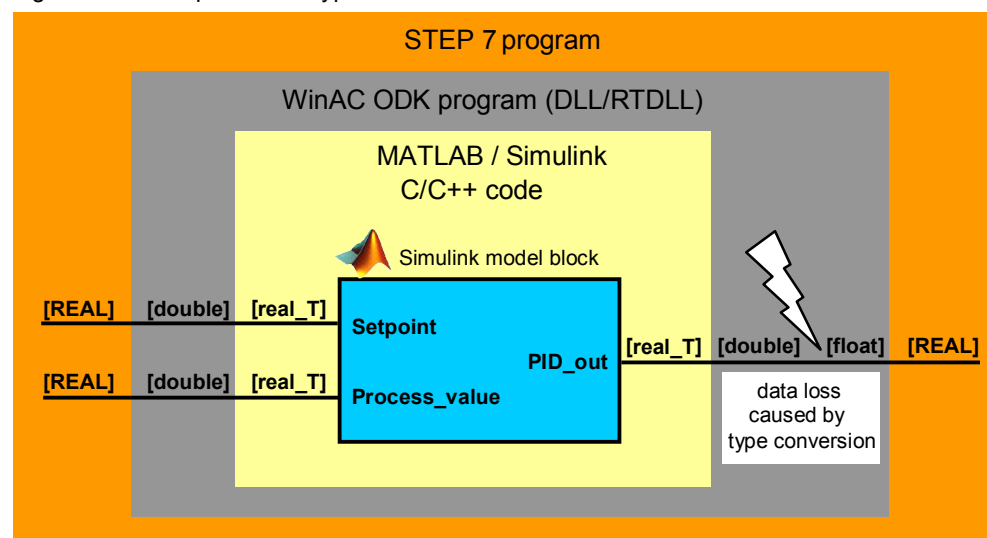 STEP 7 program
WinAC ODK program (DLL/RTDLL)
MATLAB / Simulink
C/C++ code
Simulink model block
[REAL] [double] [real_T]
Setpoint
PID_out
[real_T] [double] [float] [REAL]
[REAL] [double] [real_T]
Process_value
data loss
caused by
type conversion